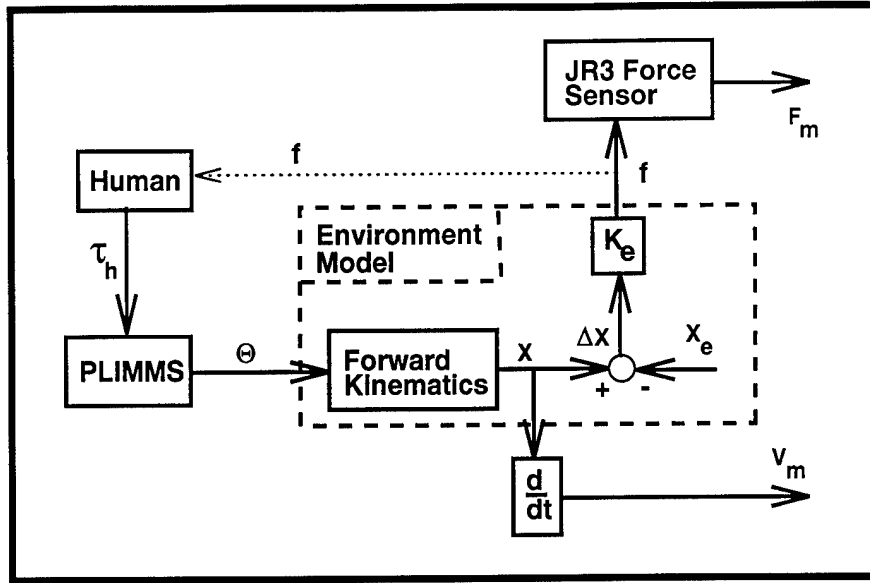 JR3 Force
Sensor
F_m
f
f
Human
Environment
Model
K_e
τ_h
ΔX
X_e
PLIMMS
Θ
Forward
Kinematics
X
+
-
d
dt
V_m